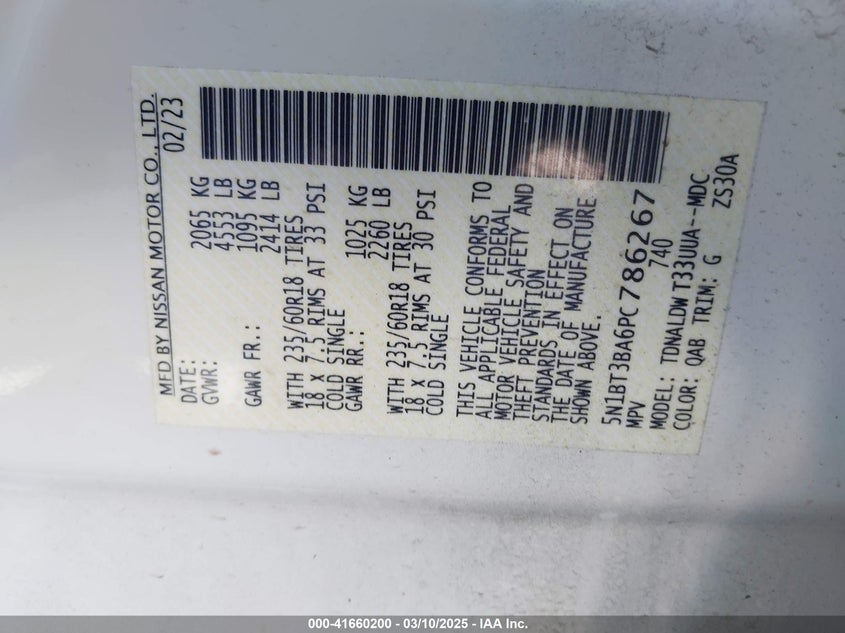 MFD BY NISSAN MOTOR CO., LTD.
DATE: 02/23
GVWR: 2065 KG
4553 LB
GAWR FR.: 1095 KG
2414 LB
WITH 235/60R18 TIRES
18 x 7.5 RIMS AT 33 PSI
COLD SINGLE
GAWR RR.: 1025 KG
2260 LB
WITH 235/60R18 TIRES
18 x 7.5 RIMS AT 30 PSI
COLD SINGLE
THIS VEHICLE CONFORMS TO
ALL APPLICABLE FEDERAL
MOTOR VEHICLE SAFETY AND
THEFT PREVENTION
STANDARDS IN EFFECT ON
THE DATE OF MANUFACTURE
SHOWN ABOVE.
5N1BT3BA6PC786267
MPV 740
MODEL: TDNALDW T33UUA--MDC
COLOR: QAB TRIM: G ZS30A
000-41660200 - 03/10/2025 - IAA Inc.